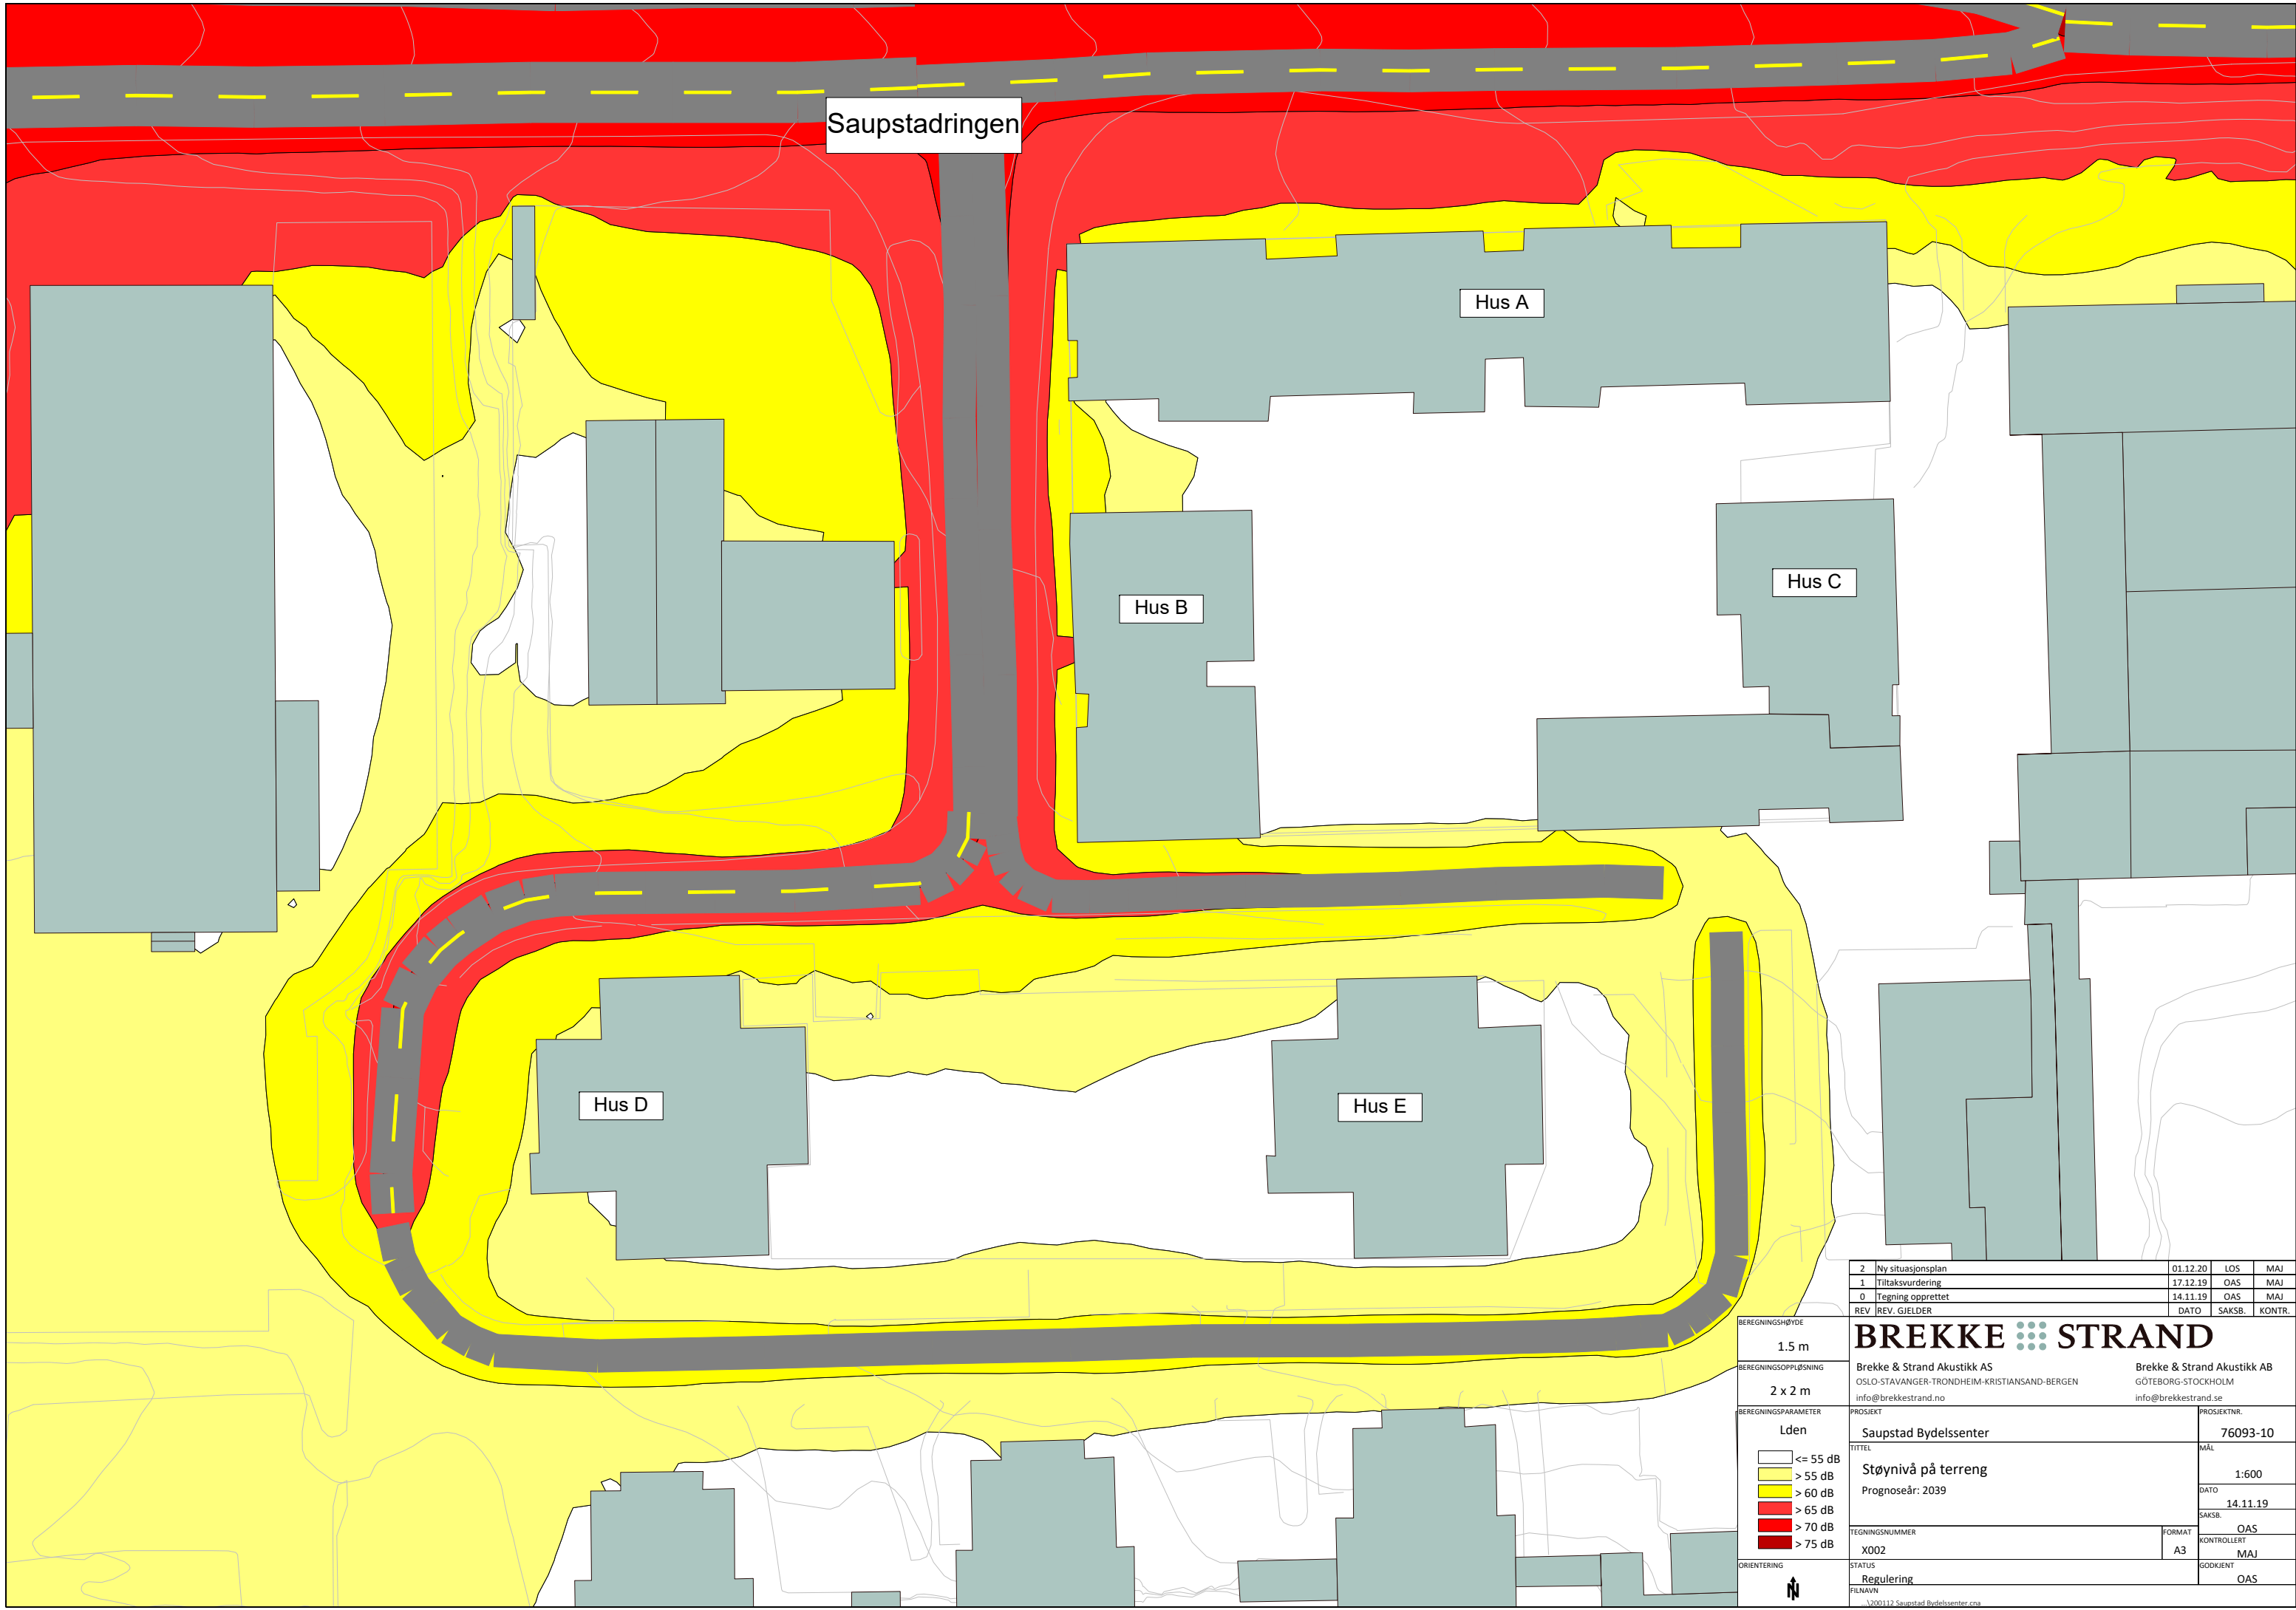 Saupstadringen
Hus A
Hus B
Hus C
Hus D
Hus E
2 Ny situasjonsplan 01.12.20 LOS MAJ
1 Tiltaksvurdering 17.12.19 OAS MAJ
0 Tegning opprettet 14.11.19 OAS MAJ
REV REV. GJELDER DATO SAKSB. KONTR.
BEREGNINGSHØYDE
1.5 m
BEREGNINGSOPPLØSNING
2 x 2 m
BEREGNINGSPARAMETER
Lden
<= 55 dB
> 55 dB
> 60 dB
> 65 dB
> 70 dB
> 75 dB
ORIENTERING
N
BREKKE STRAND
Brekke & Strand Akustikk AS
OSLO-STAVANGER-TRONDHEIM-KRISTIANSAND-BERGEN
info@brekkestrand.no
Brekke & Strand Akustikk AB
GÖTEBORG-STOCKHOLM
info@brekkestrand.se
PROSJEKT
Saupstad Bydelssenter
PROSJEKTNR.
76093-10
TITTEL
Støynivå på terreng
Prognoseår: 2039
MÅL
1:600
DATO
14.11.19
SAKSB.
OAS
TEGNINGSNUMMER
X002
FORMAT
A3
KONTROLLERT
MAJ
STATUS
Regulering
GODKJENT
OAS
FILNAVN
...\200112 Saupstad Bydelssenter.cna